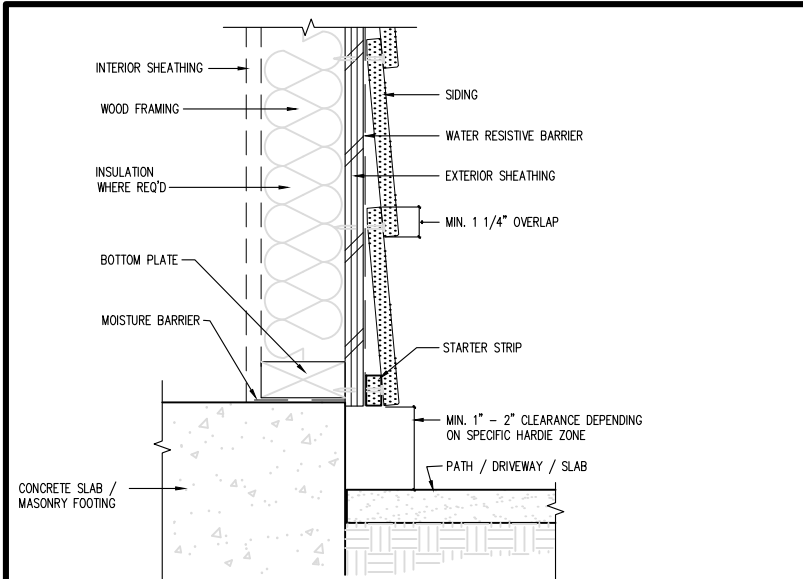 INTERIOR SHEATHING
WOOD FRAMING
INSULATION
WHERE REQ'D
BOTTOM PLATE
MOISTURE BARRIER
CONCRETE SLAB /
MASONRY FOOTING
SIDING
WATER RESISTIVE BARRIER
EXTERIOR SHEATHING
MIN. 1 1/4" OVERLAP
STARTER STRIP
MIN. 1" - 2" CLEARANCE DEPENDING
ON SPECIFIC HARDIE ZONE
PATH / DRIVEWAY / SLAB